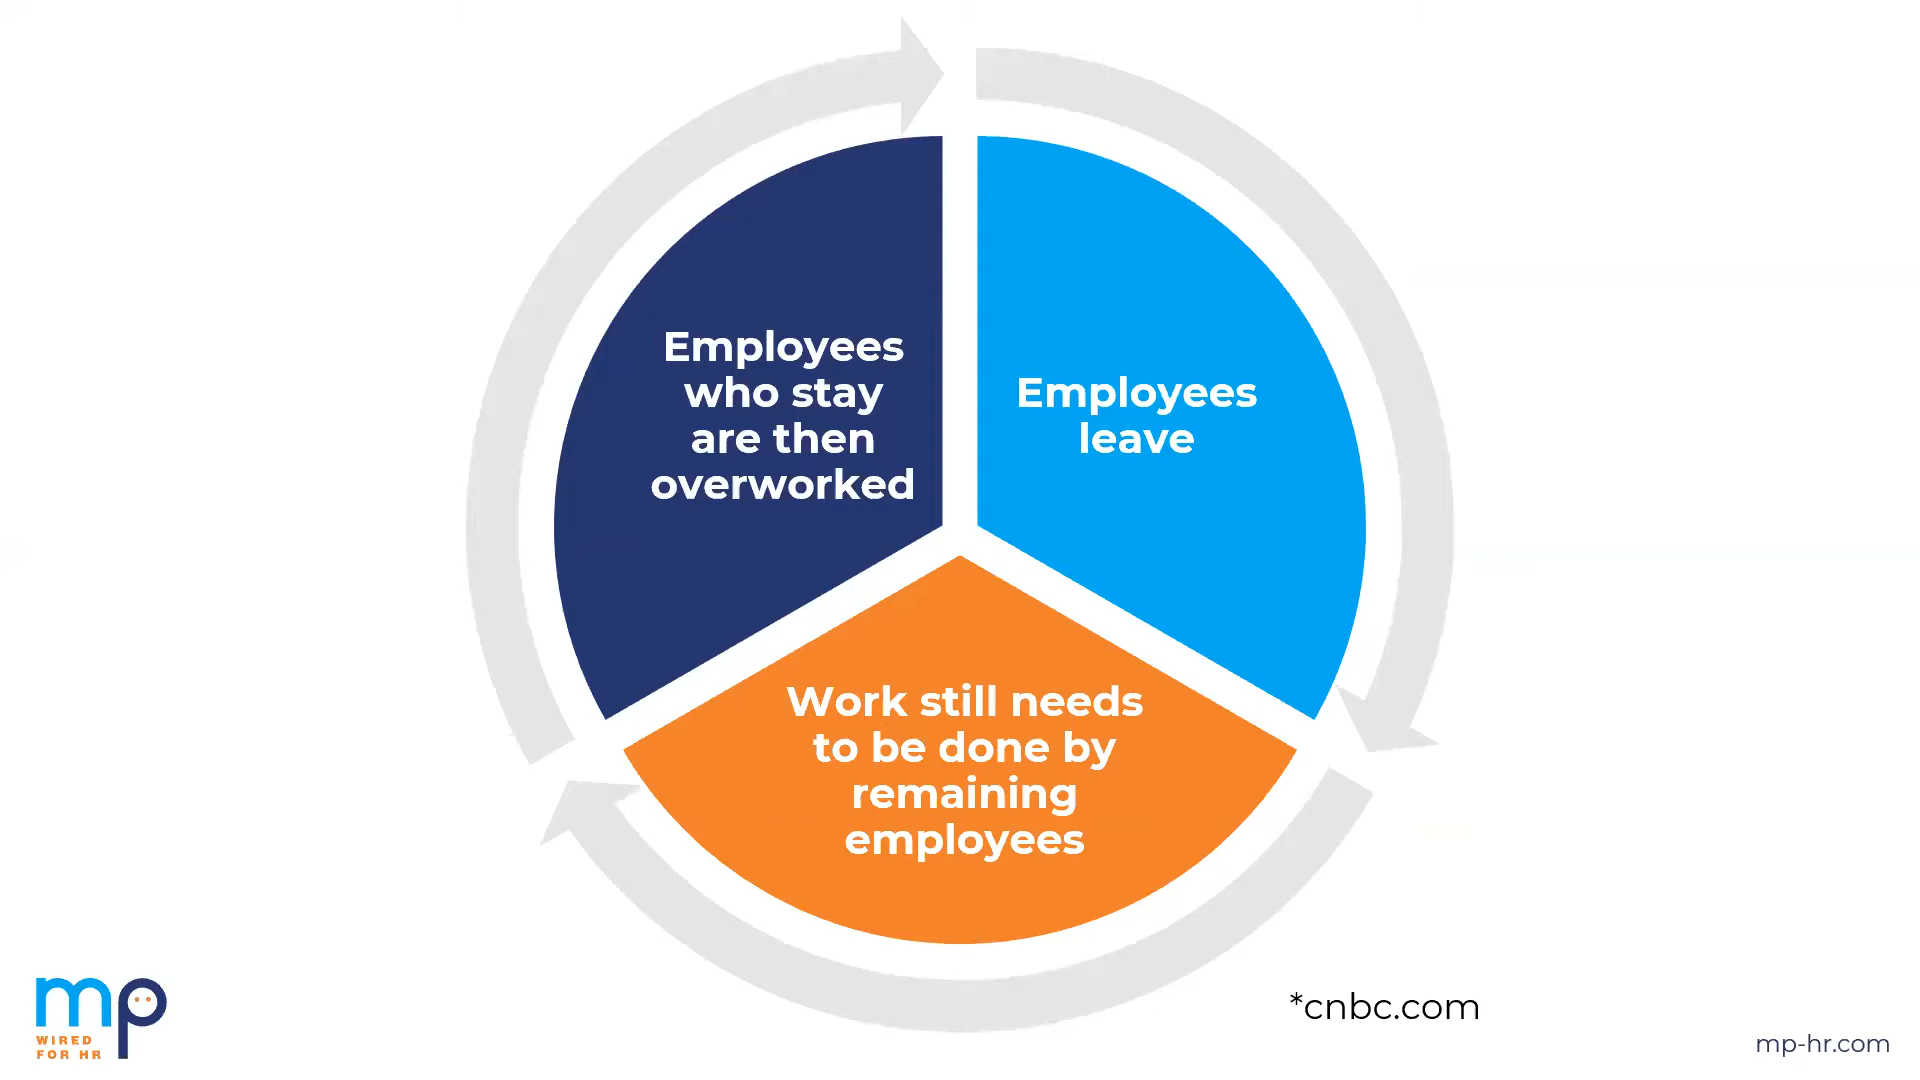 Employees
who stay
are then
overworked
Employees
leave
Work still needs
to be done by
remaining
employees
*cnbc.com
mp
WIRED
FOR HR
mp-hr.com